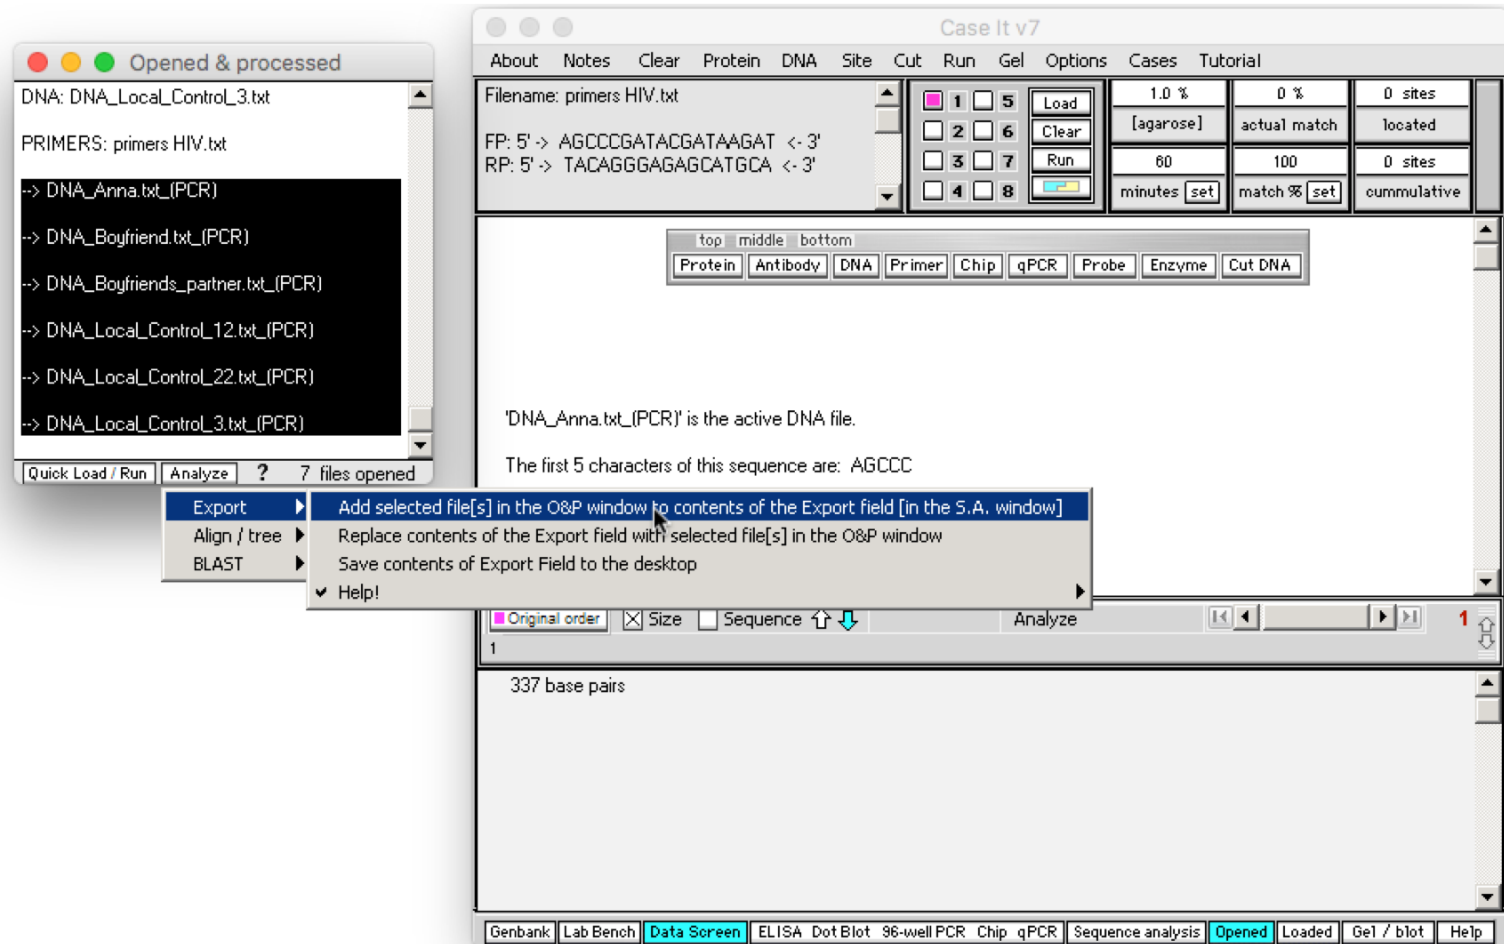 Opened & processed
DNA: DNA_Local_Control_3.txt
PRIMERS: primers HIV.txt
--> DNA_Anna.txt_(PCR)
--> DNA_Boyfriend.txt_(PCR)
--> DNA_Boyfriends_partner.txt_(PCR)
--> DNA_Local_Control_12.txt_(PCR)
--> DNA_Local_Control_22.txt_(PCR)
--> DNA_Local_Control_3.txt_(PCR)
Quick Load / Run Analyze ? 7 files opened
Export
Align / tree
BLAST
Add selected file[s] in the O&P window to contents of the Export field [in the S.A. window]
Replace contents of the Export field with selected file[s] in the O&P window
Save contents of Export Field to the desktop
Help!
Case It v7
About Notes Clear Protein DNA Site Cut Run Gel Options Cases Tutorial
Filename: primers HIV.txt
FP: 5' -> AGCCCGATACGATAAGAT <- 3'
RP: 5' -> TACAGGGAGAGCATGCA <- 3'
1 5 Load
2 6 Clear
3 7 Run
4 8
1.0 % 0 % 0 sites
[agarose] actual match located
60 100 0 sites
minutes set match % set cummulative
top middle bottom
Protein Antibody DNA Primer Chip qPCR Probe Enzyme Cut DNA
'DNA_Anna.txt_(PCR)' is the active DNA file.
The first 5 characters of this sequence are: AGCCC
Original order Size Sequence Analyze 1
1
337 base pairs
Genbank Lab Bench Data Screen ELISA Dot Blot 96-well PCR Chip qPCR Sequence analysis Opened Loaded Gel / blot Help